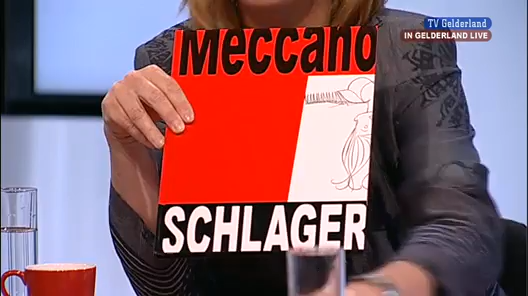 TV Gelderland
IN GELDERLAND LIVE
Meccano
SCHLAGER